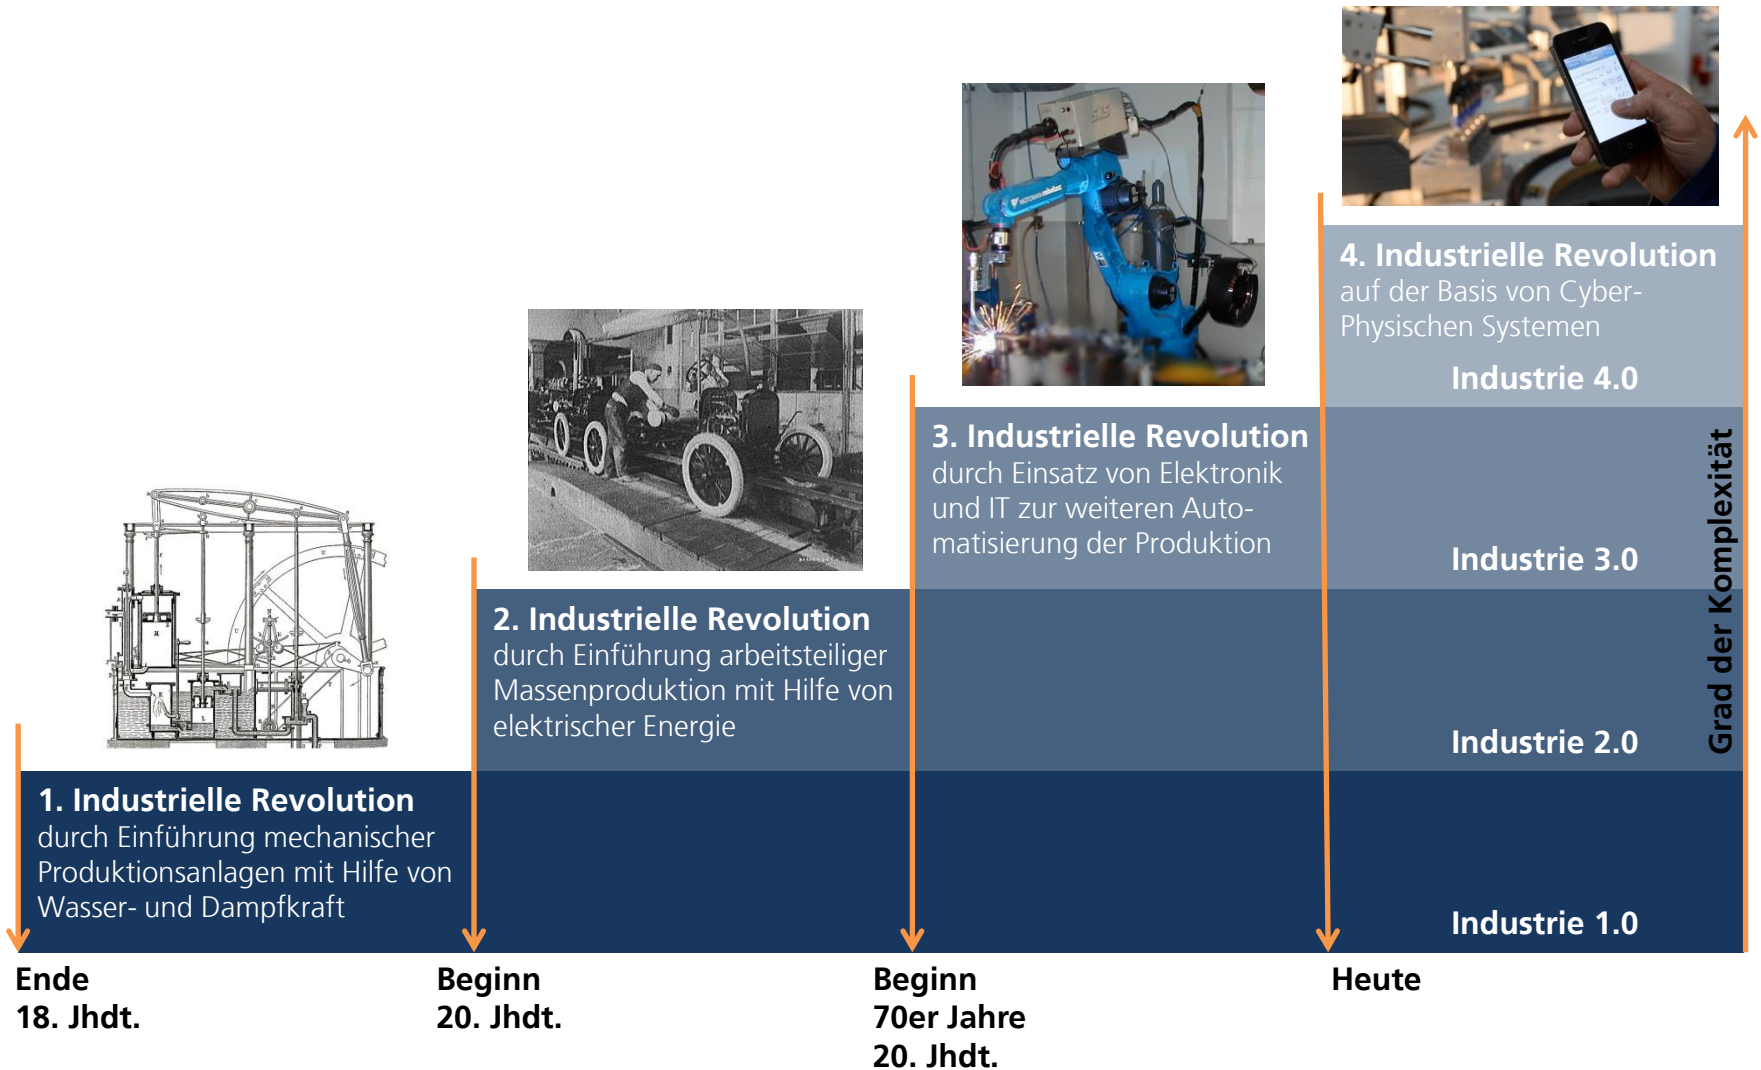 4. Industrielle Revolution
auf der Basis von Cyber-
Physischen Systemen
Industrie 4.0
3. Industrielle Revolution
durch Einsatz von Elektronik
und IT zur weiteren Auto-
matisierung der Produktion
Industrie 3.0
2. Industrielle Revolution
durch Einführung arbeitsteiliger
Massenproduktion mit Hilfe von
elektrischer Energie
Industrie 2.0
1. Industrielle Revolution
durch Einführung mechanischer
Produktionsanlagen mit Hilfe von
Wasser- und Dampfkraft
Industrie 1.0
Grad der Komplexität
Ende
18. Jhdt.
Beginn
20. Jhdt.
Beginn
70er Jahre
20. Jhdt.
Heute